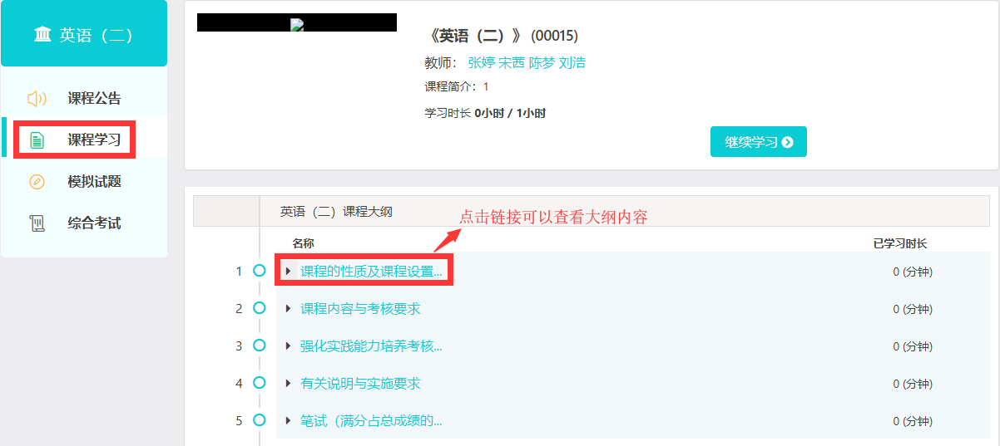 英语（二）
课程公告
课程学习
模拟试题
综合考试
《英语（二）》 (00015)
教师： 张婷 宋茜 陈梦 刘洁
课程简介：1
学习时长 0小时 / 1小时
继续学习
英语（二）课程大纲
点击链接可以查看大纲内容
名称 已学习时长
1 课程的性质及课程设置... 0 (分钟)
2 课程内容与考核要求 0 (分钟)
3 强化实践能力培养考核... 0 (分钟)
4 有关说明与实施要求 0 (分钟)
5 笔试（满分占总成绩的... 0 (分钟)